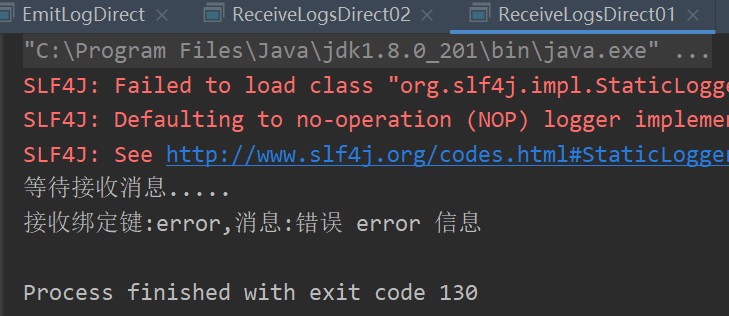 EmitLogDirect × ReceiveLogsDirect02 × ReceiveLogsDirect01 ×
"C:\Program Files\Java\jdk1.8.0_201\bin\java.exe" ...
SLF4J: Failed to load class "org.slf4j.impl.StaticLogge
SLF4J: Defaulting to no-operation (NOP) logger impleme
SLF4J: See http://www.slf4j.org/codes.html#StaticLogge
等待接收消息.....
接收绑定键:error,消息:错误 error 信息
Process finished with exit code 130